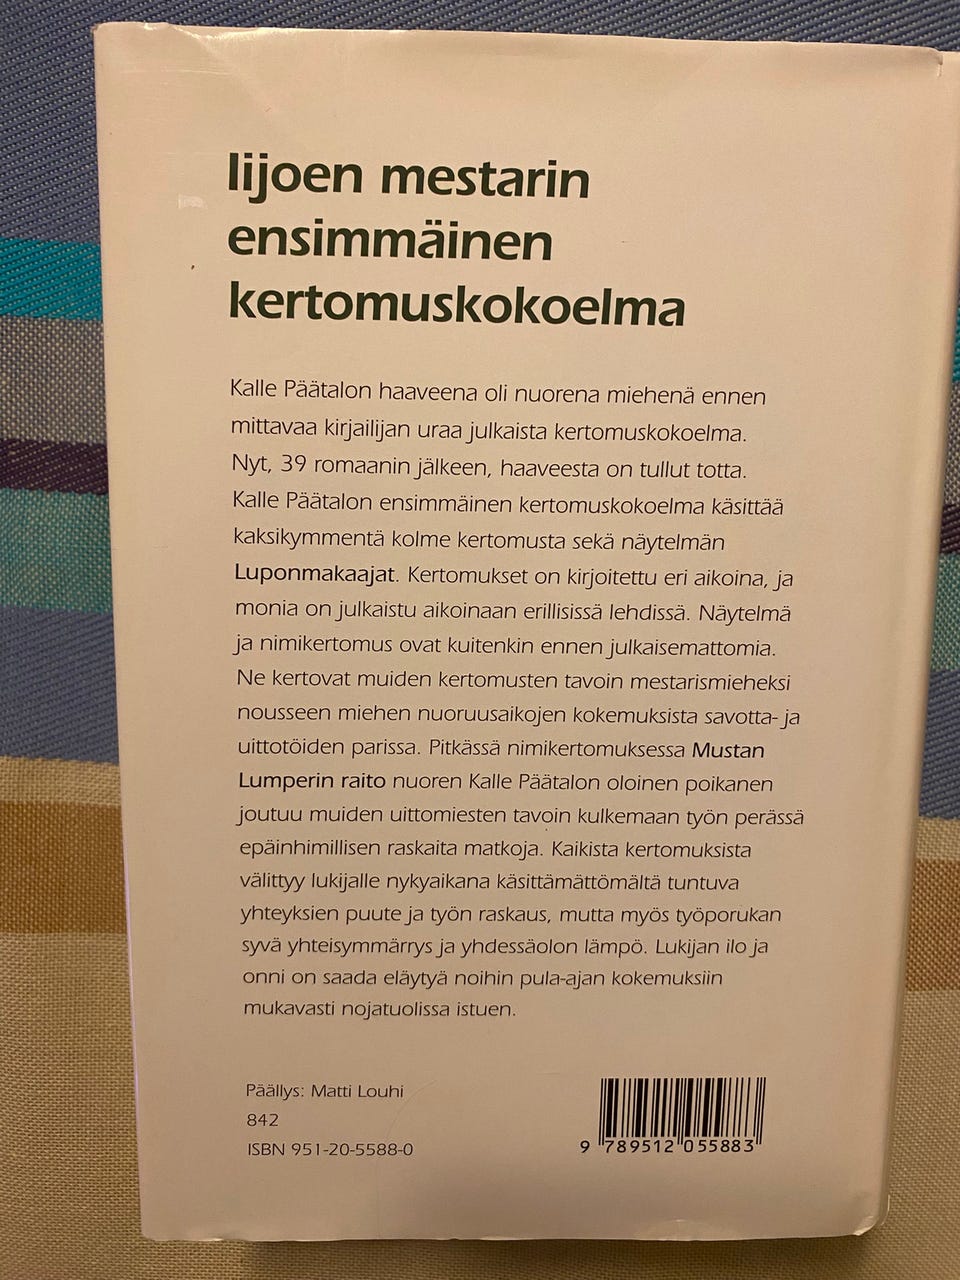 Iijoen mestarin
ensimmäinen
kertomuskokoelma
Kalle Päätalon haaveena oli nuorena miehenä ennen
mittavaa kirjailijan uraa julkaista kertomuskokoelma.
Nyt, 39 romaanin jälkeen, haaveesta on tullut totta.
Kalle Päätalon ensimmäinen kertomuskokoelma käsittää
kaksikymmentä kolme kertomusta sekä näytelmän
Luponmakaajat. Kertomukset on kirjoitettu eri aikoina, ja
monia on julkaistu aikoinaan erillisissä lehdissä. Näytelmä
ja nimikertomus ovat kuitenkin ennen julkaisemattomia.
Ne kertovat muiden kertomusten tavoin mestarismieheksi
nousseen miehen nuoruusaikojen kokemuksista savotta- ja
uittotöiden parissa. Pitkässä nimikertomuksessa Mustan
Lumperin raito nuoren Kalle Päätalon oloinen poikanen
joutuu muiden uittomiesten tavoin kulkemaan työn perässä
epäinhimillisen raskaita matkoja. Kaikista kertomuksista
välittyy lukijalle nykyaikana käsittämättömältä tuntuva
yhteyksien puute ja työn raskaus, mutta myös työporukan
syvä yhteisymmärrys ja yhdessäolon lämpö. Lukijan ilo ja
onni on saada eläytyä noihin pula-ajan kokemuksiin
mukavasti nojatuolissa istuen.
Päällys: Matti Louhi
842
ISBN 951-20-5588-0
9 789512 055883